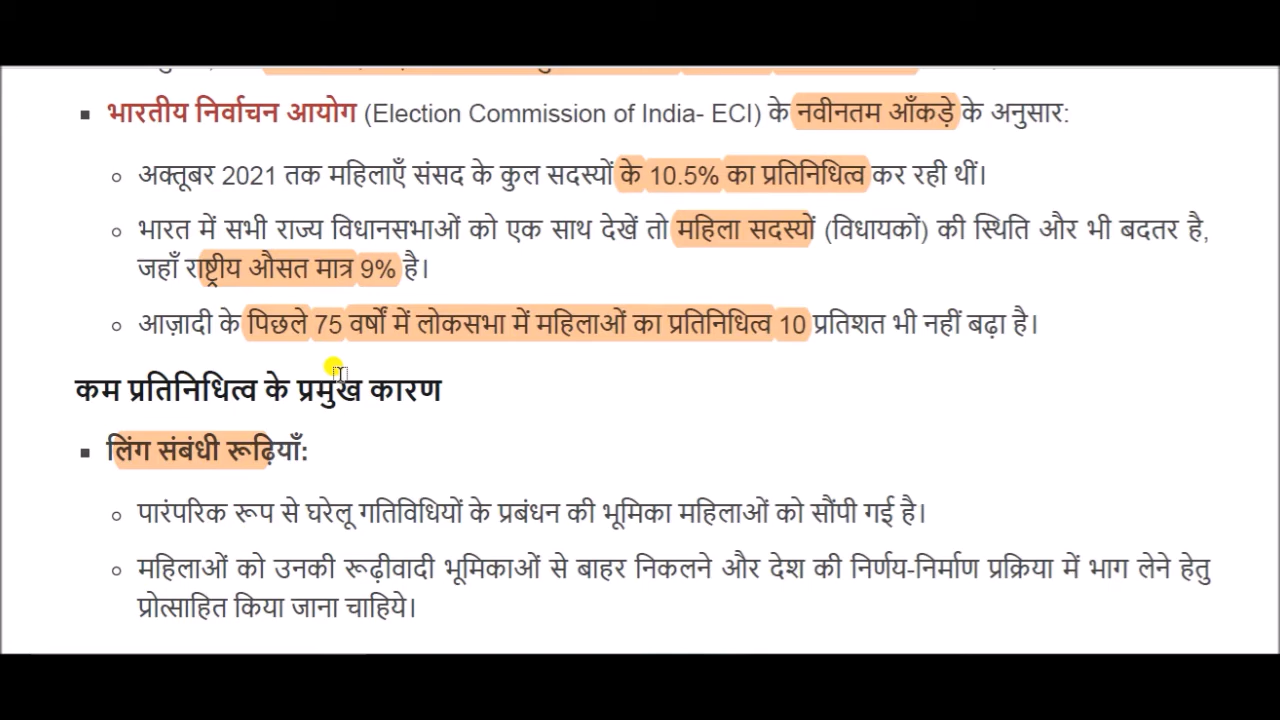 भारतीय निर्वाचन आयोग (Election Commission of India- ECI) के नवीनतम आँकड़े के अनुसार:
अक्तूबर 2021 तक महिलाएँ संसद के कुल सदस्यों के 10.5% का प्रतिनिधित्व कर रही थीं।
भारत में सभी राज्य विधानसभाओं को एक साथ देखें तो महिला सदस्यों (विधायकों) की स्थिति और भी बदतर है,
जहाँ राष्ट्रीय औसत मात्र 9% है।
आज़ादी के पिछले 75 वर्षों में लोकसभा में महिलाओं का प्रतिनिधित्व 10 प्रतिशत भी नहीं बढ़ा है।
कम प्रतिनिधित्व के प्रमुख कारण
लिंग संबंधी रूढ़ियाँ:
पारंपरिक रूप से घरेलू गतिविधियों के प्रबंधन की भूमिका महिलाओं को सौंपी गई है।
महिलाओं को उनकी रूढ़ीवादी भूमिकाओं से बाहर निकलने और देश की निर्णय-निर्माण प्रक्रिया में भाग लेने हेतु
प्रोत्साहित किया जाना चाहिये।